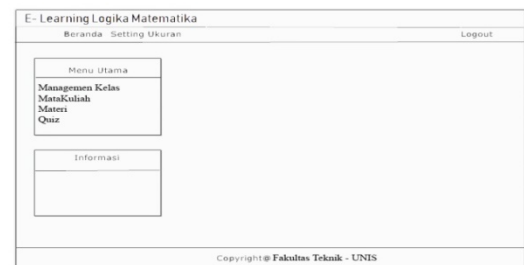 E- Learning Logika Matematika
Beranda Setting Ukuran Logout
Menu Utama
Managemen Kelas
MataKuliah
Materi
Quiz
Informasi
Copyright@ Fakultas Teknik - UNIS